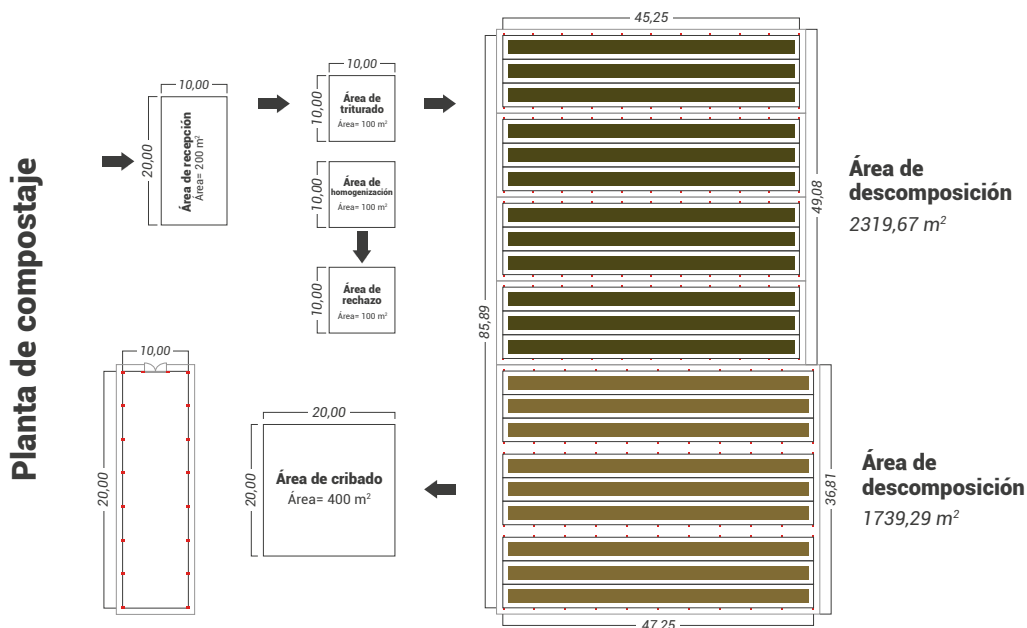 Planta de compostaje
10,00
20,00
Área de recepción
Área= 200 m²
10,00
10,00
Área de
triturado
Área= 100 m²
10,00
Área de
homogenización
Área= 100 m²
10,00
Área de
rechazo
Área= 100 m²
45,25
85,89
49,08
Área de
descomposición
2319,67 m²
10,00
20,00
20,00
20,00
Área de cribado
Área= 400 m²
36,81
47,25
Área de
descomposición
1739,29 m²